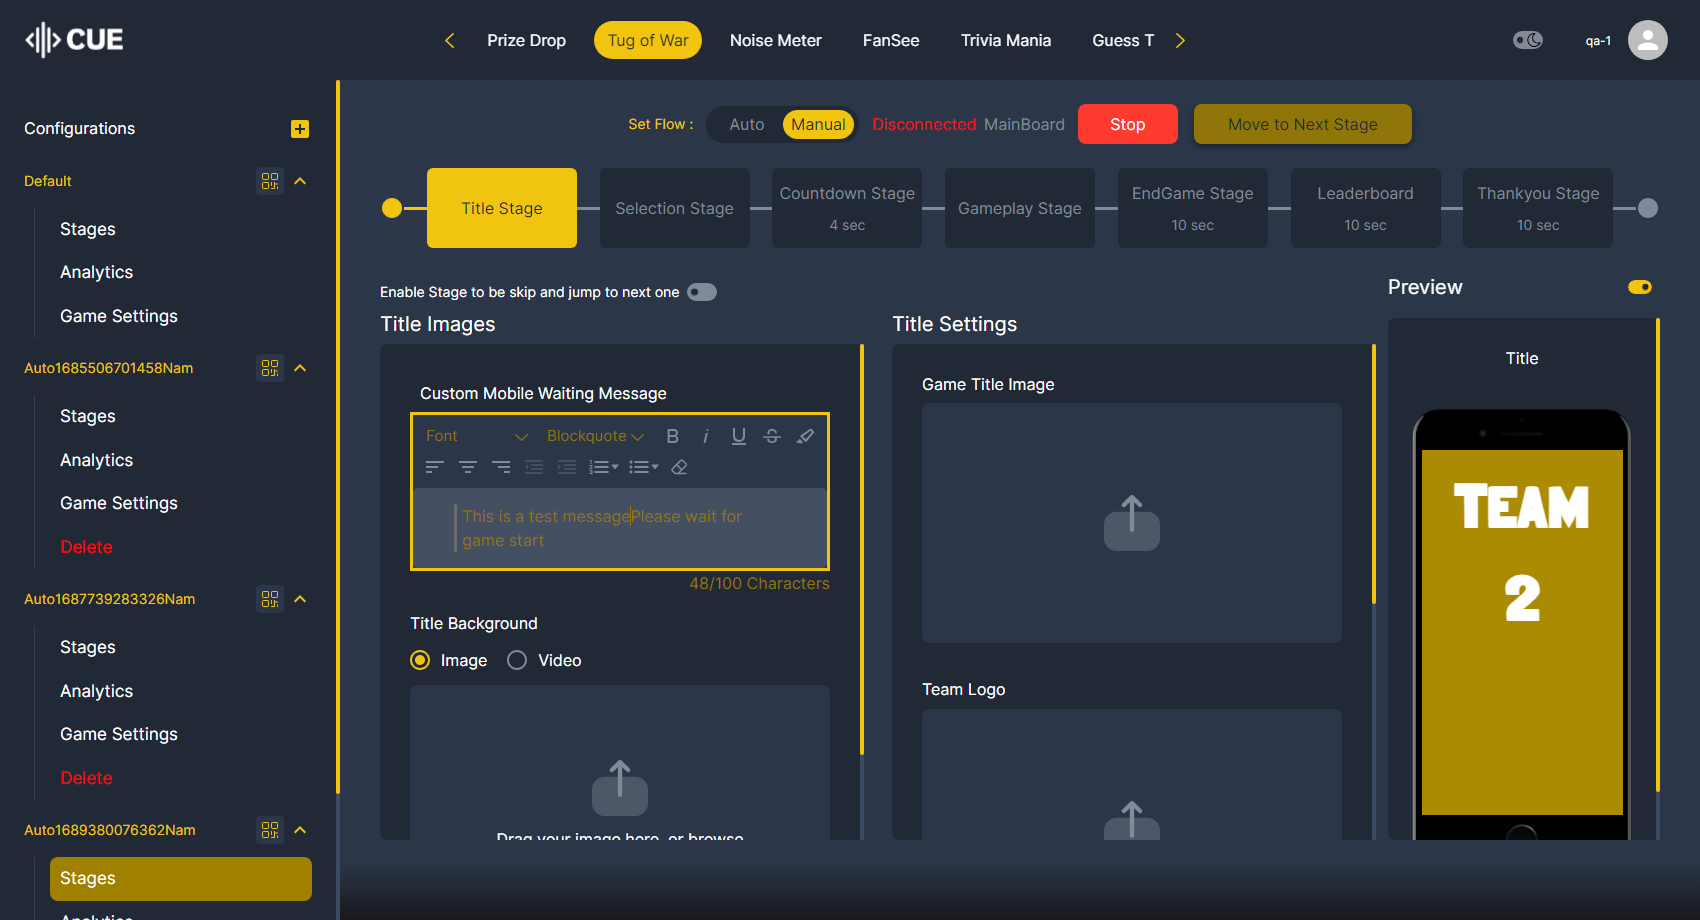 CUE
Prize Drop
Tug of War
Noise Meter
FanSee
Trivia Mania
Guess T
qa-1
Configurations
Default
Stages
Analytics
Game Settings
Auto1685506701458Nam
Stages
Analytics
Game Settings
Delete
Auto1687739283326Nam
Stages
Analytics
Game Settings
Delete
Auto1689380076362Nam
Stages
Analytics
Set Flow :
Auto
Manual
Disconnected MainBoard
Stop
Move to Next Stage
Title Stage
Selection Stage
Countdown Stage
4 sec
Gameplay Stage
EndGame Stage
10 sec
Leaderboard
10 sec
Thankyou Stage
10 sec
Enable Stage to be skip and jump to next one
Title Images
Custom Mobile Waiting Message
Font
Blockquote
B
i
U
S
This is a test messagePlease wait for
game start
48/100 Characters
Title Background
Image
Video
Drag your image here, or browse
Title Settings
Game Title Image
Team Logo
Preview
Title
TEAM
2